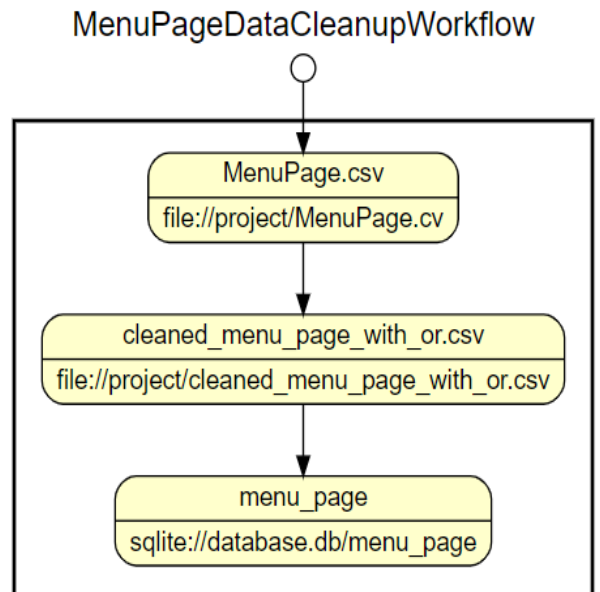 MenuPageDataCleanupWorkflow
MenuPage.csv
file://project/MenuPage.cv
cleaned_menu_page_with_or.csv
file://project/cleaned_menu_page_with_or.csv
menu_page
sqlite://database.db/menu_page